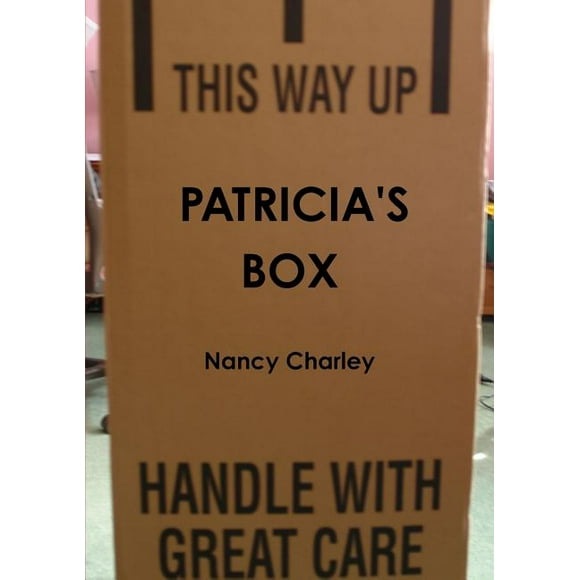 THIS WAY UP
PATRICIA'S
BOX
Nancy Charley
HANDLE WITH
GREAT CARE